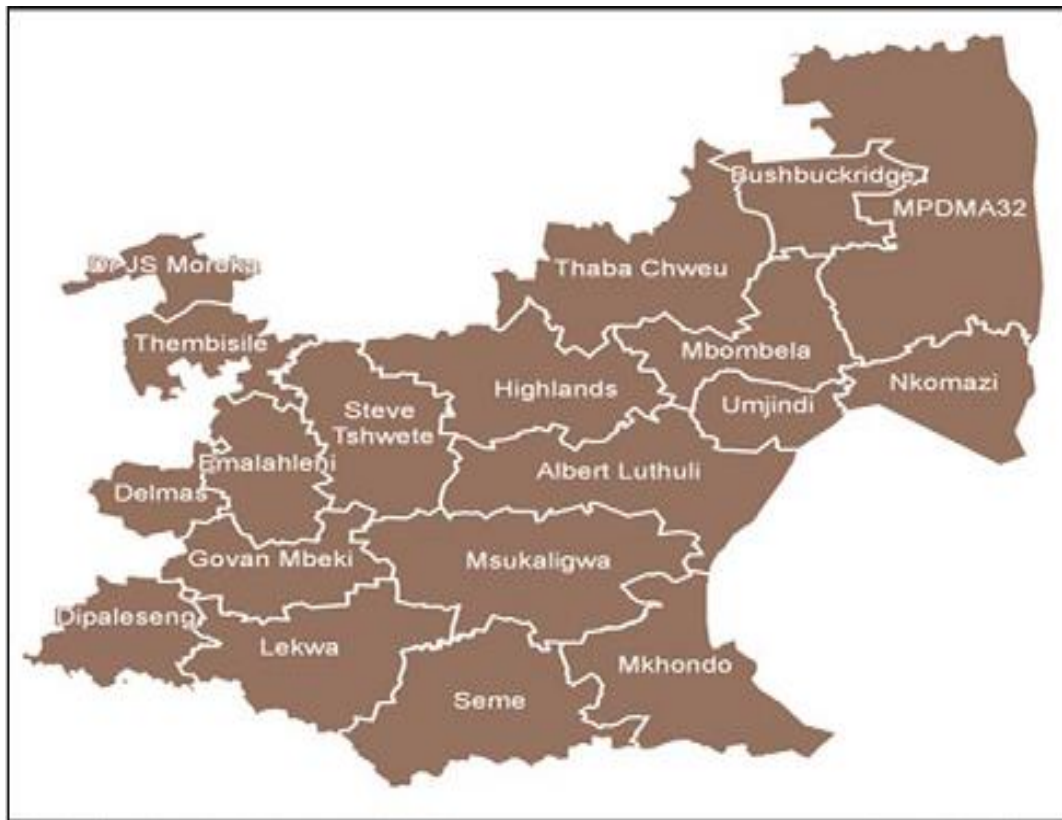 Bushbuckridge
MPDMA32
Dr JS Moroka
Thaba Chweu
Thembisile
Mbombela
Highlands
Nkomazi
Umjindi
Steve
Tshwete
Emalahleni
Albert Luthuli
Delmas
Govan Mbeki
Msukaligwa
Dipaleseng
Lekwa
Mkhondo
Seme